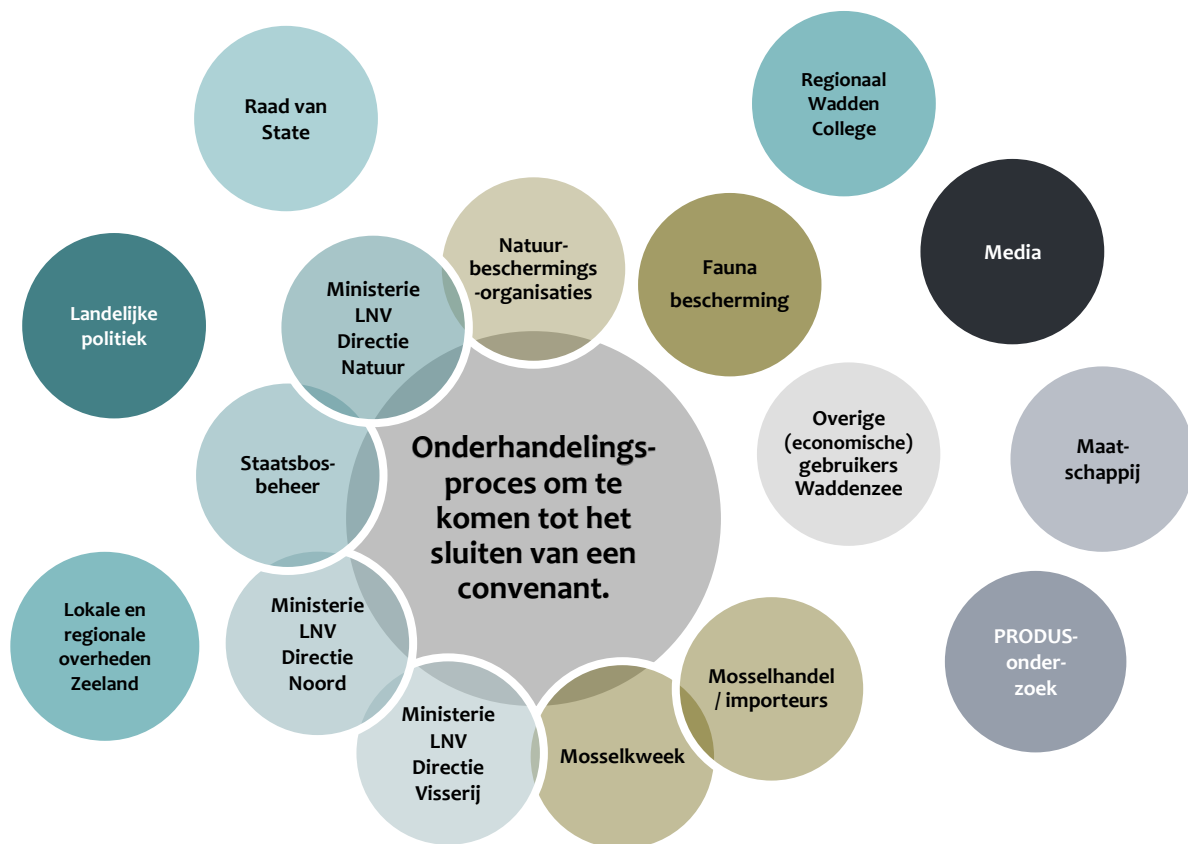 Raad van
State
Regionaal
Wadden
College
Natuur-
beschermings
-organisaties
Fauna
bescherming
Media
Landelijke
politiek
Ministerie
LNV
Directie
Natuur
Staatsbos-
beheer
Onderhandelings-
proces om te
komen tot het
sluiten van een
convenant.
Overige
(economische)
gebruikers
Waddenzee
Maat-
schappij
Lokale en
regionale
overheden
Zeeland
Ministerie
LNV
Directie
Noord
Ministerie
LNV
Directie
Visserij
Mosselkweek
Mosselhandel
/ importeurs
PRODUS-
onder-
zoek